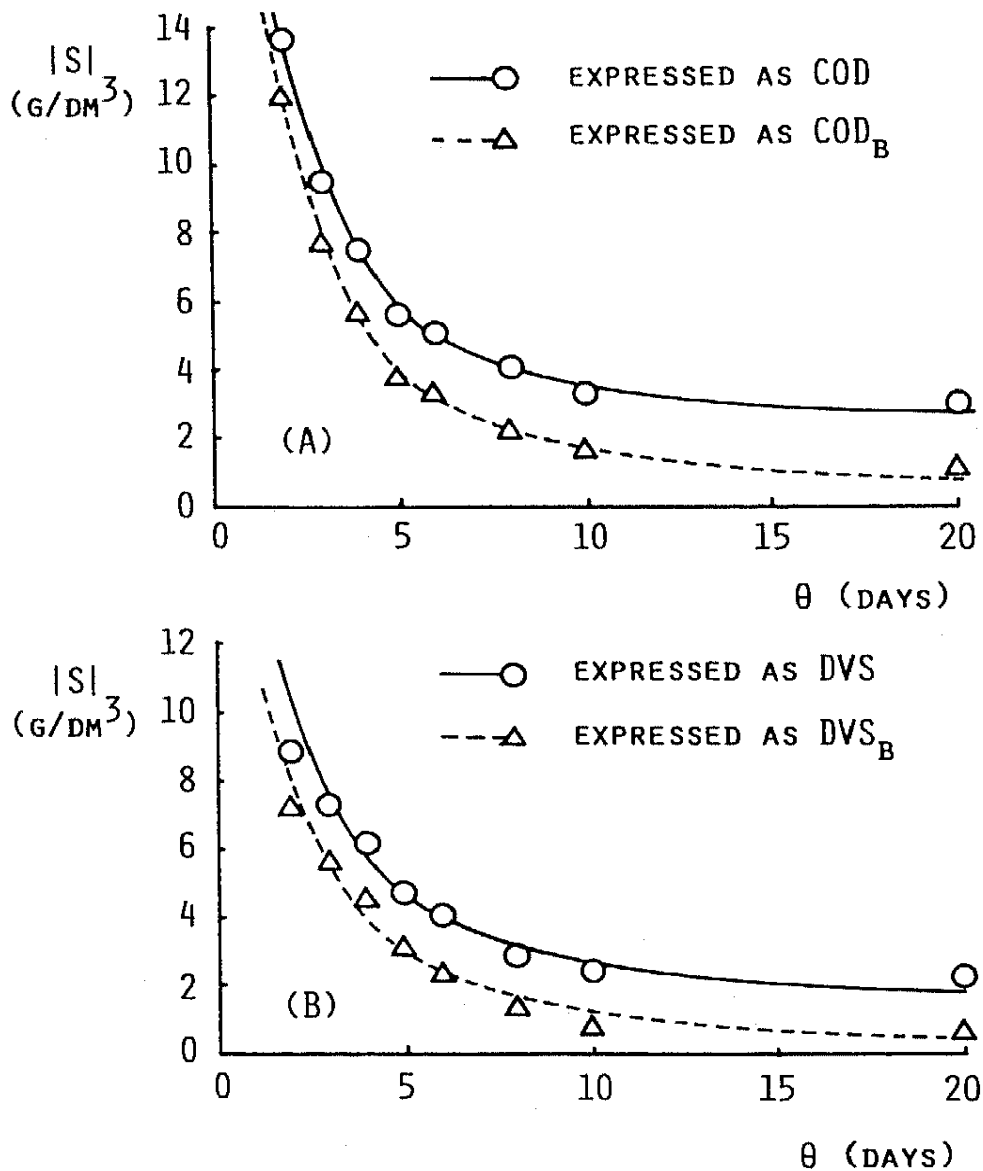 |S|
(G/DM³)
14
12
10
8
6
4
2
0
EXPRESSED AS COD
EXPRESSED AS COD_B
(A)
0 5 10 15 20
θ (DAYS)
|S|
(G/DM³)
12
10
8
6
4
2
0
EXPRESSED AS DVS
EXPRESSED AS DVS_B
(B)
0 5 10 15 20
θ (DAYS)